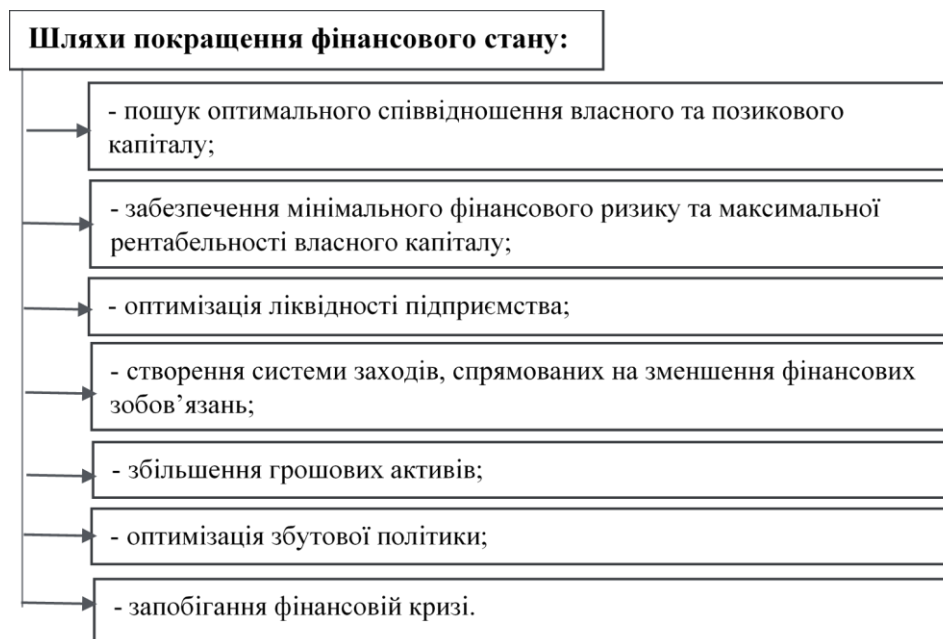 Шляхи покращення фінансового стану:
- пошук оптимального співвідношення власного та позикового
капіталу;
- забезпечення мінімального фінансового ризику та максимальної
рентабельності власного капіталу;
- оптимізація ліквідності підприємства;
- створення системи заходів, спрямованих на зменшення фінансових
зобов’язань;
- збільшення грошових активів;
- оптимізація збутової політики;
- запобігання фінансовій кризі.